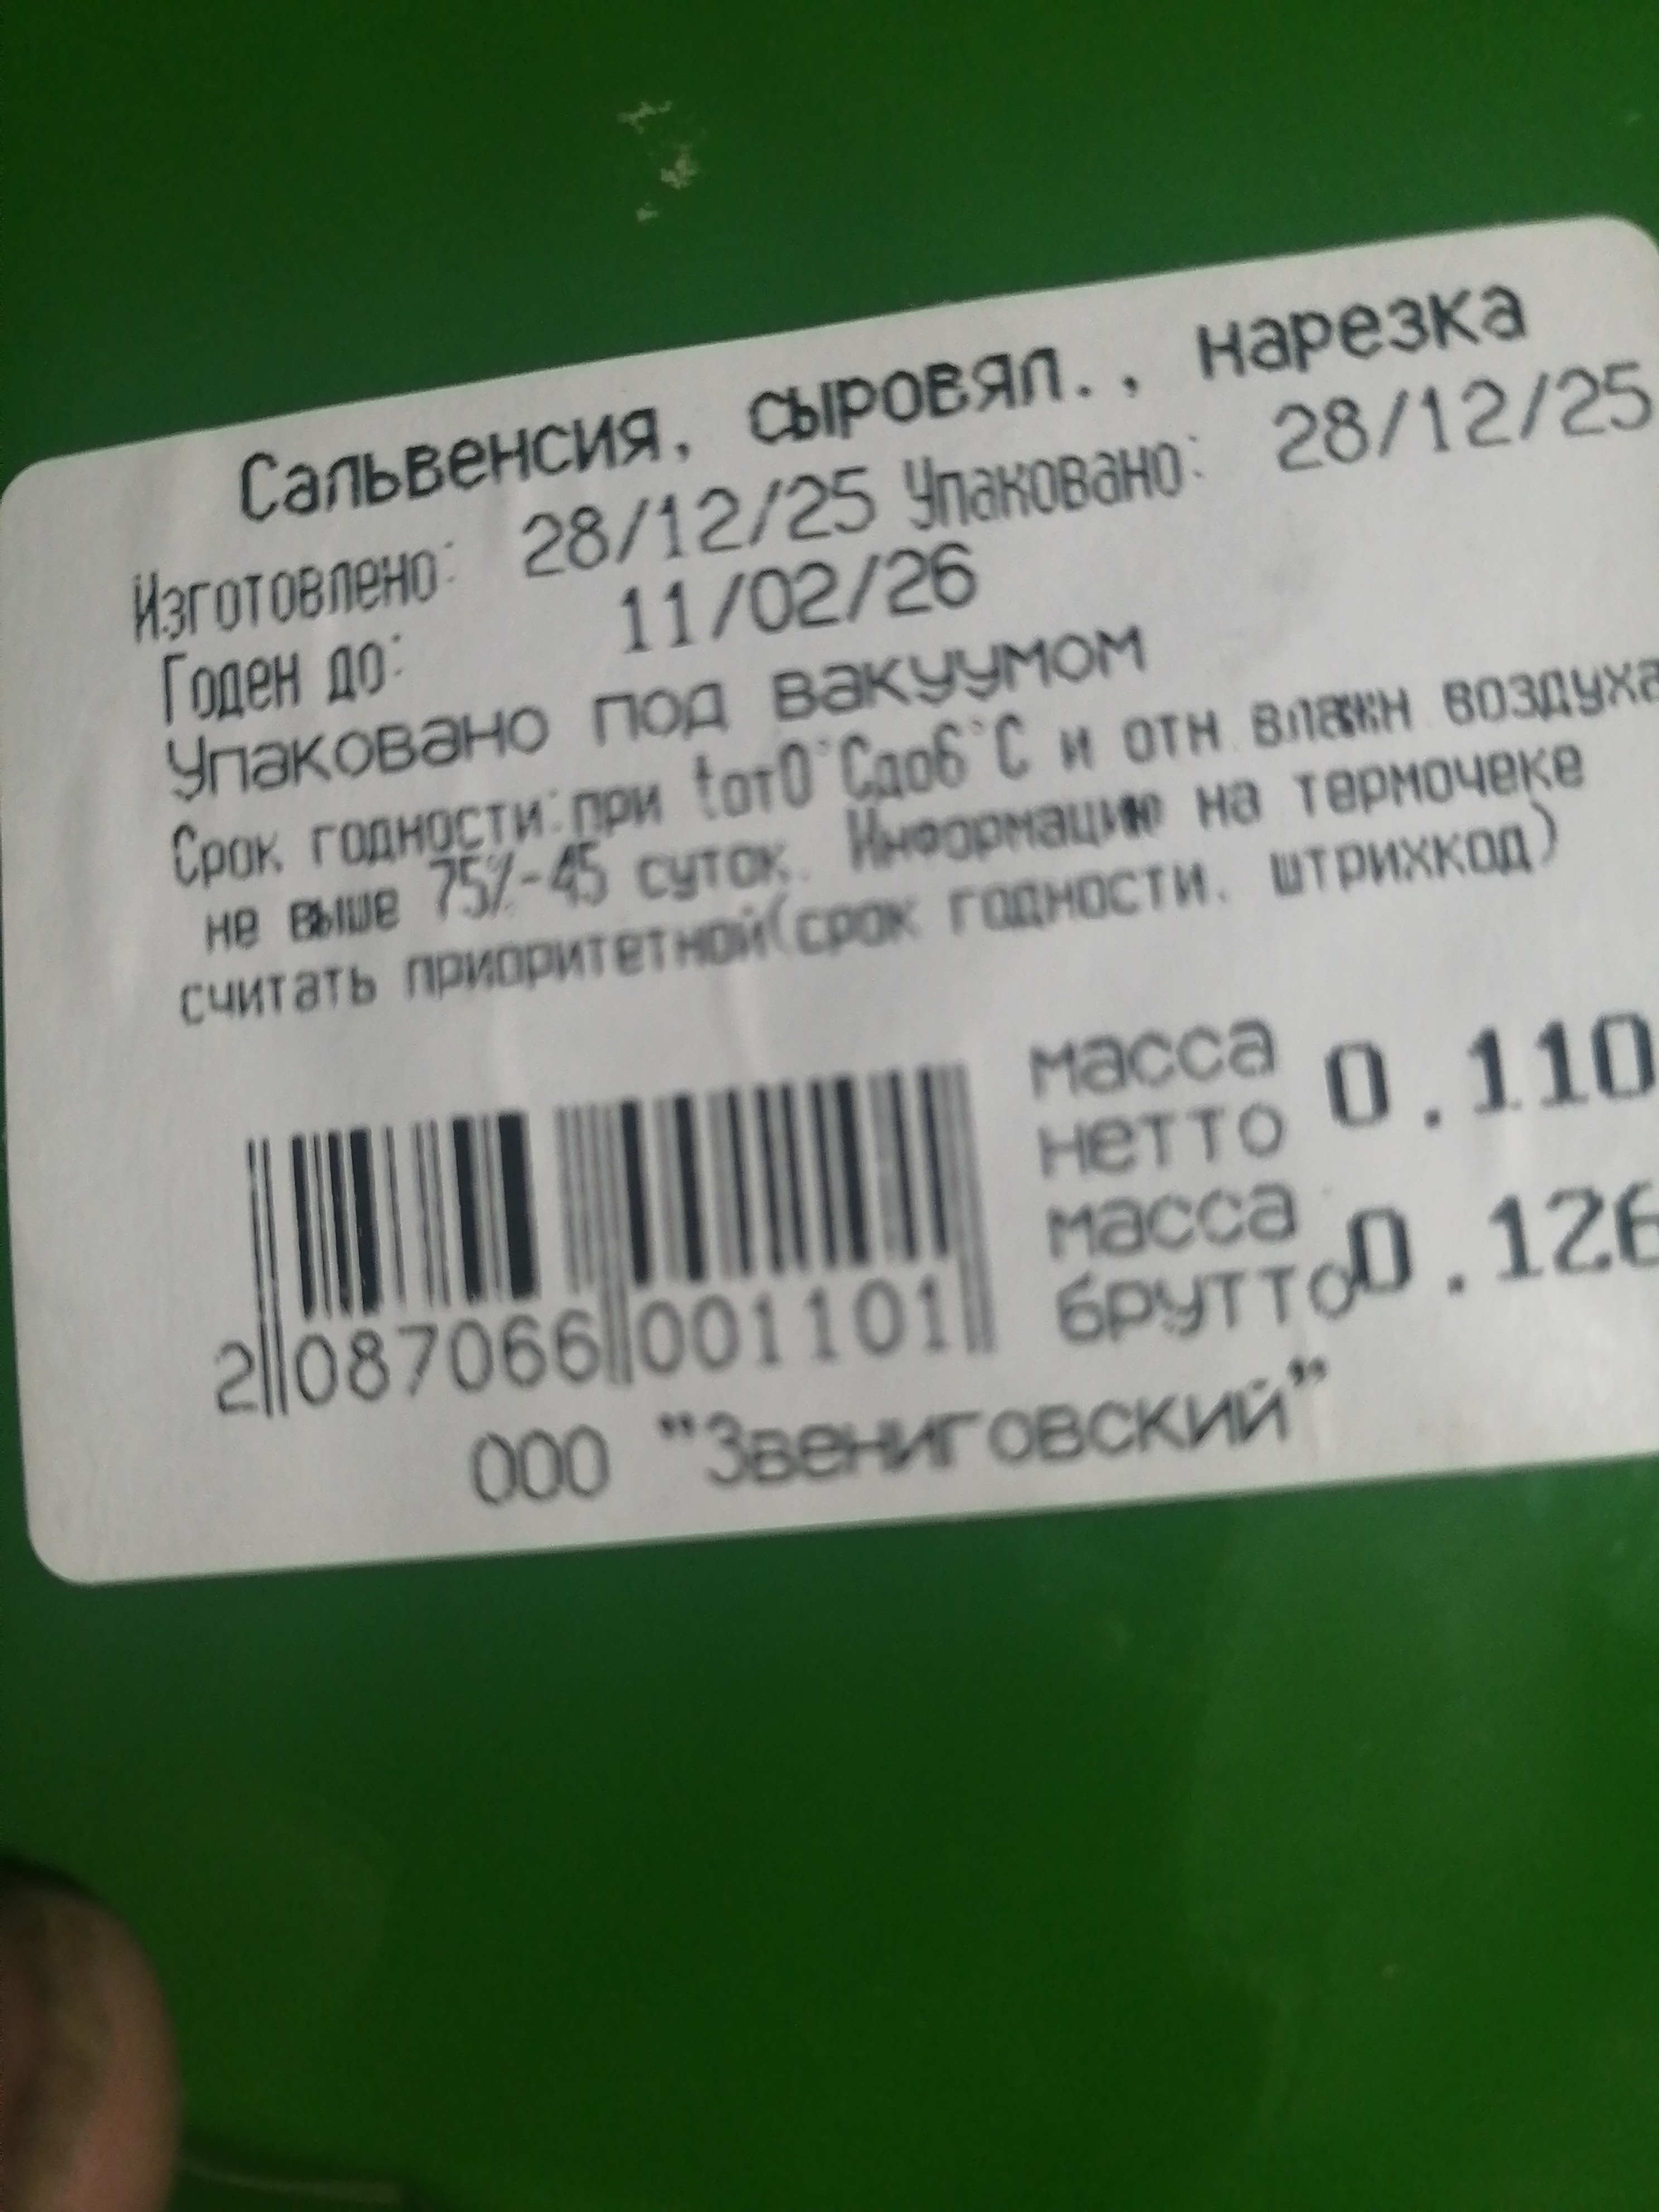 Сальвенсия, сыровял., нарезка
Изготовлено: 28/12/25 Упаковано: 28/12/25
Годен до: 11/02/26
Упаковано под вакуумом
Срок годности:при tот0°Cдо6°C и отн.влажн воздуха
не выше 75%-45 суток. Информацию на термочеке
считать приоритетной(срок годности. штрихкод)
масса нетто 0.110
масса брутто 0.126
2 087066 001101
ООО "Звениговский"